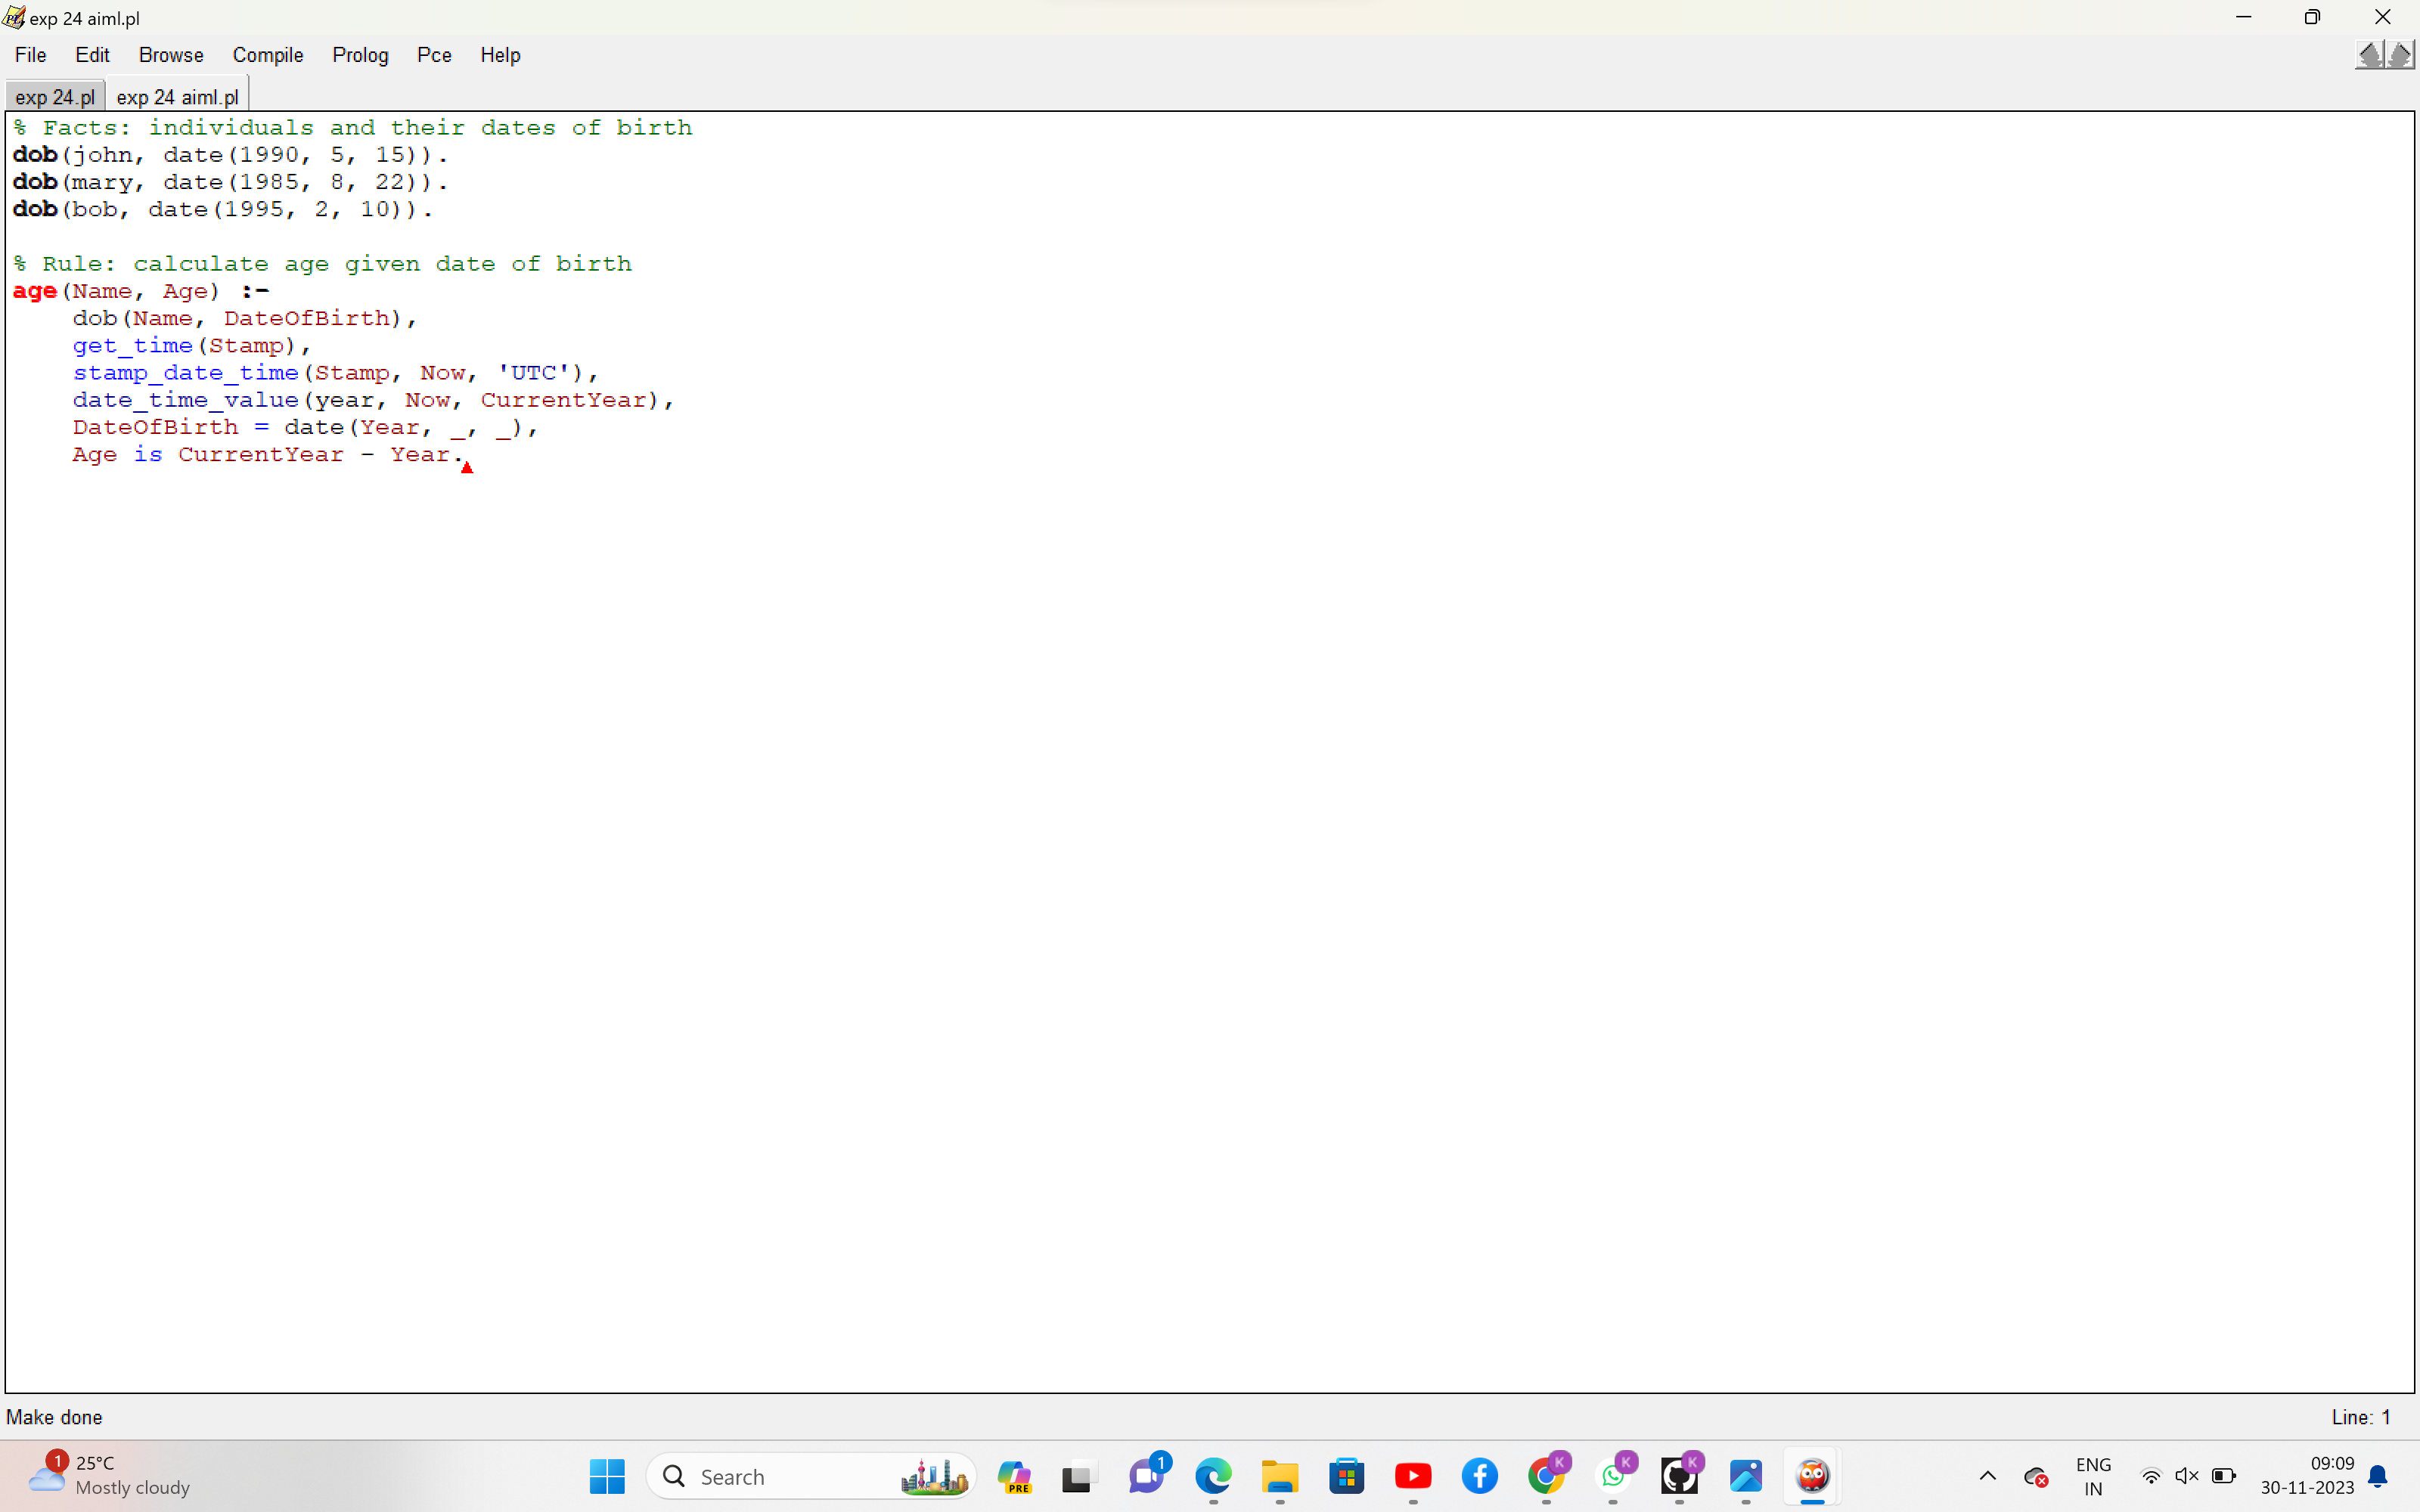 exp 24 aiml.pl
File Edit Browse Compile Prolog Pce Help
exp 24.pl exp 24 aiml.pl
% Facts: individuals and their dates of birth
dob(john, date(1990, 5, 15)).
dob(mary, date(1985, 8, 22)).
dob(bob, date(1995, 2, 10)).
% Rule: calculate age given date of birth
age(Name, Age) :-
    dob(Name, DateOfBirth),
    get_time(Stamp),
    stamp_date_time(Stamp, Now, 'UTC'),
    date_time_value(year, Now, CurrentYear),
    DateOfBirth = date(Year, _, _),
    Age is CurrentYear - Year.
Make done Line: 1
1 25°C
Mostly cloudy
Search
PRE
1
K
K
K
ENG
IN
09:09
30-11-2023